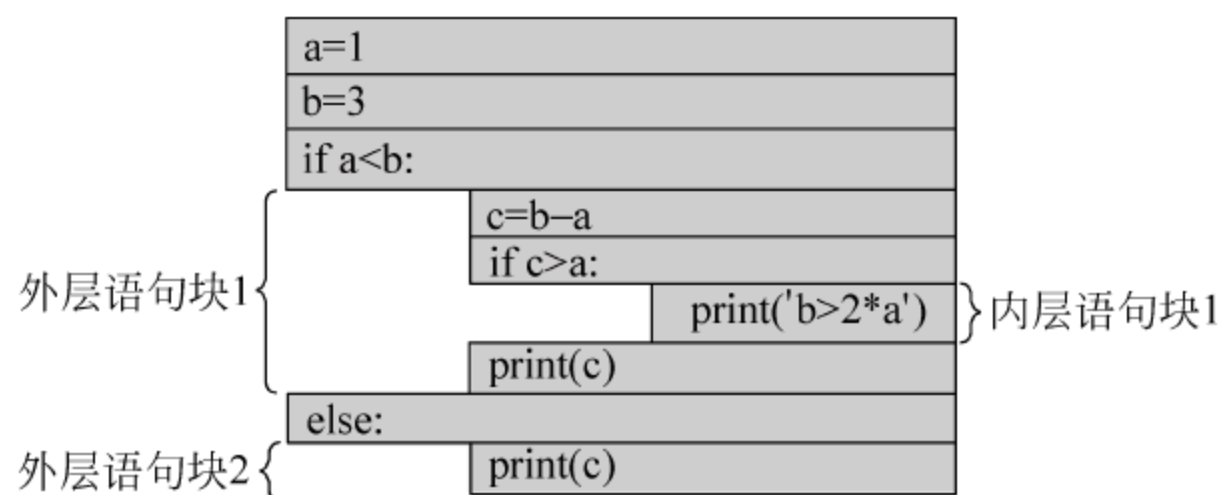 a=1
b=3
if a<b:
c=b–a
if c>a:
外层语句块1
print('b>2*a')
内层语句块1
print(c)
else:
外层语句块2
print(c)